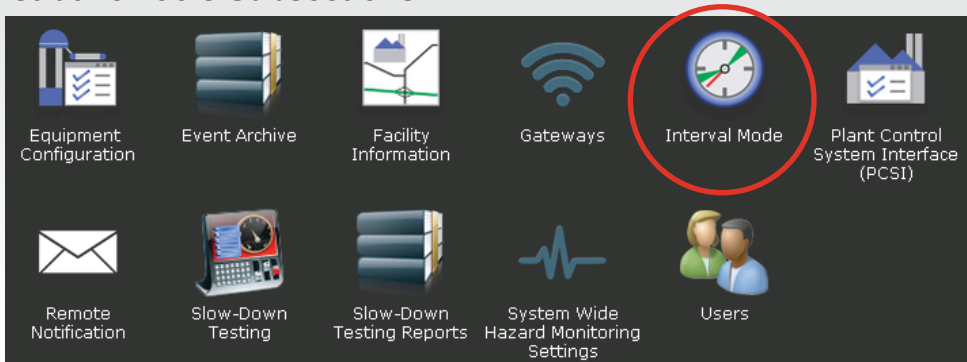 Equipment
Configuration
Event Archive
Facility
Information
Gateways
Interval Mode
Plant Control
System Interface
(PCSI)
Remote
Notification
Slow-Down
Testing
Slow-Down
Testing Reports
System Wide
Hazard Monitoring
Settings
Users